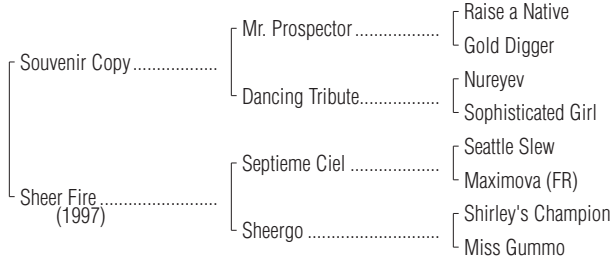 Raise a Native
Mr. Prospector ..................
Gold Digger
Souvenir Copy..................
Nureyev
Dancing Tribute.................
Sophisticated Girl
Seattle Slew
Septieme Ciel ...................
Maximova (FR)
Sheer Fire .........................
(1997)
Shirley's Champion
Sheergo ............................
Miss Gummo